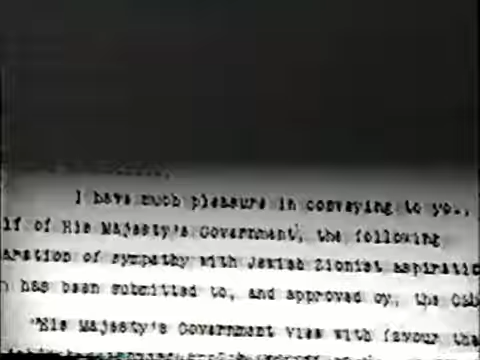 I have much pleasure in conveying to you,
lf of His Majesty's Government, the following
aration of sympathy with Jewish Zionist aspiratio
has been submitted to, and approved by, the Cab
"His Majesty's Government view with favour the